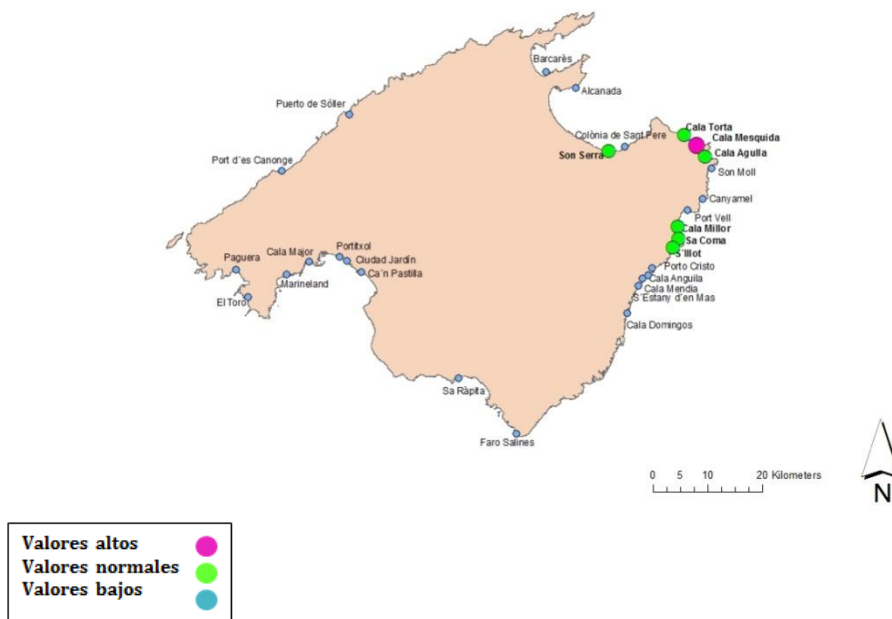 Barcarès
Alcanada
Puerto de Sóller
Cala Torta
Cala Mesquida
Colònia de Sant Pere
Son Serra
Cala Agulla
Port d'es Canonge
Son Moll
Canyamel
Port Vell
Cala Millor
Sa Coma
S'Illot
Portitxol
Cala Major
Ciudad Jardín
Paguera
Ca'n Pastilla
Marineland
El Toro
Porto Cristo
Cala Anguila
Cala Mendia
S'Estany d'en Mas
Cala Domingos
Sa Ràpita
Faro Salines
0 5 10 20 Kilometers
N
Valores altos
Valores normales
Valores bajos